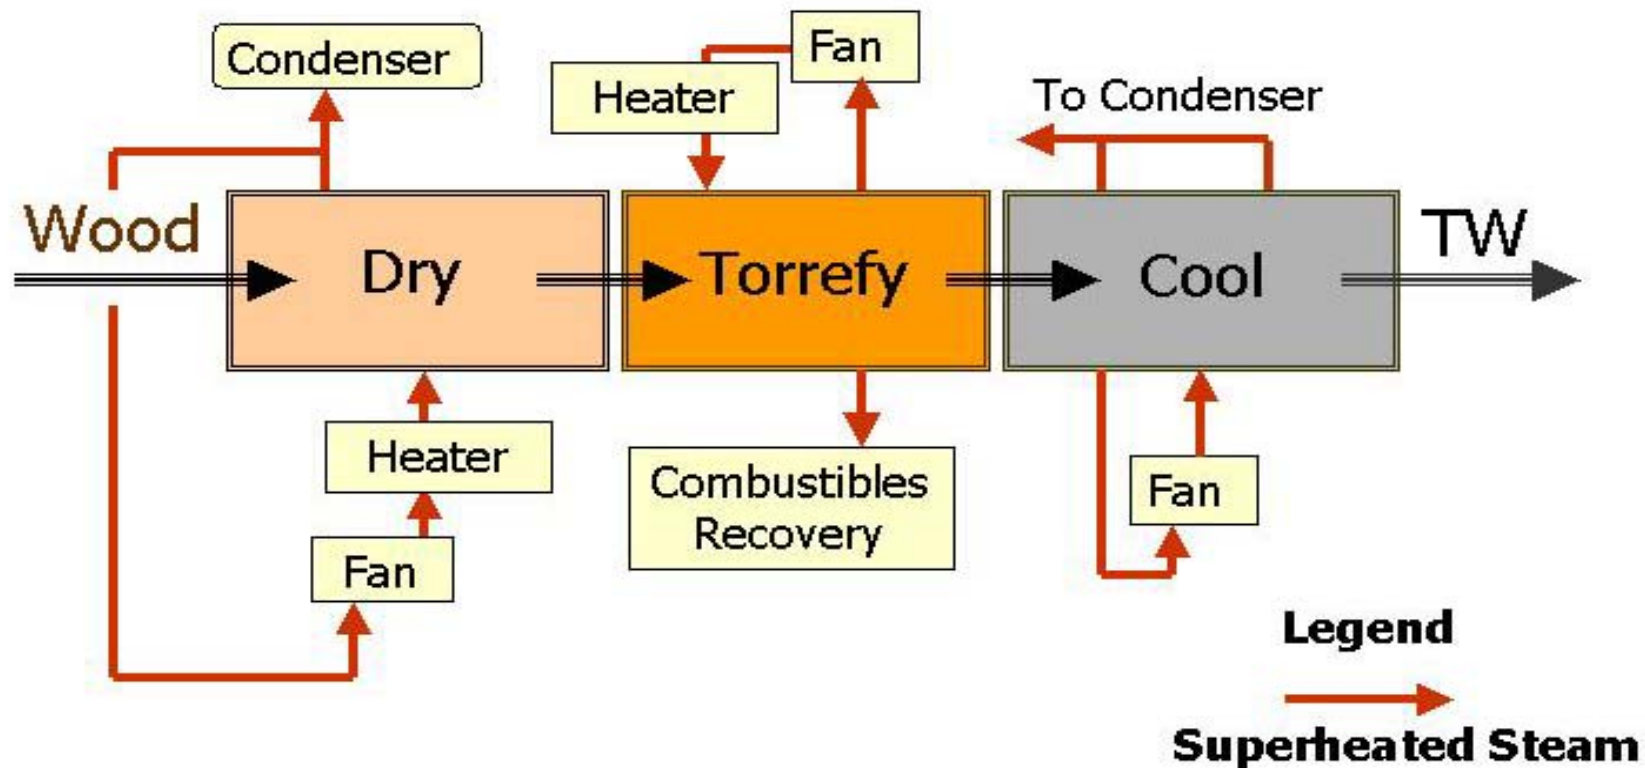 Condenser
Fan
Heater
To Condenser
Wood
Dry
Torrefy
Cool
TW
Heater
Fan
Combustibles
Recovery
Fan
Legend
Superheated Steam